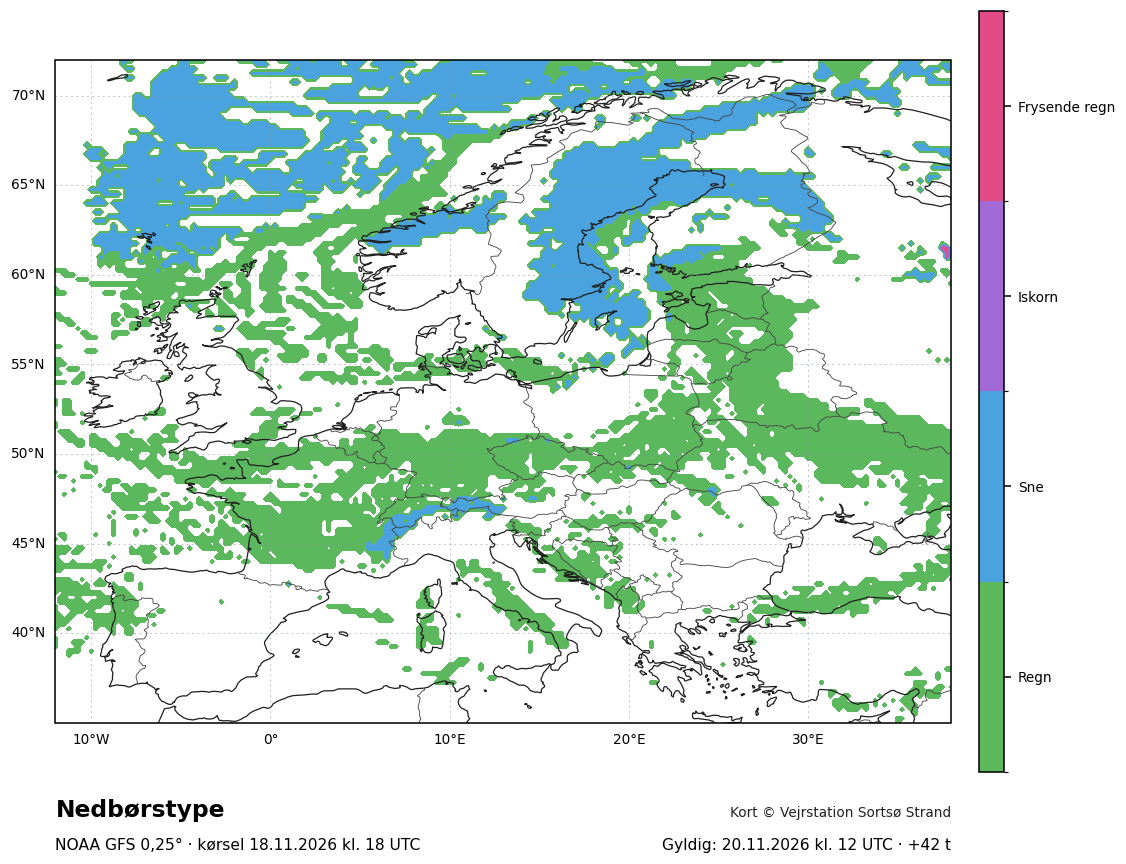 Frysende regn
Iskorn
Sne
Regn
70°N
65°N
60°N
55°N
50°N
45°N
40°N
10°W
0°
10°E
20°E
30°E
Nedbørstype
Kort © Vejrstation Sortsø Strand
NOAA GFS 0,25° · kørsel 18.11.2026 kl. 18 UTC
Gyldig: 20.11.2026 kl. 12 UTC · +42 t